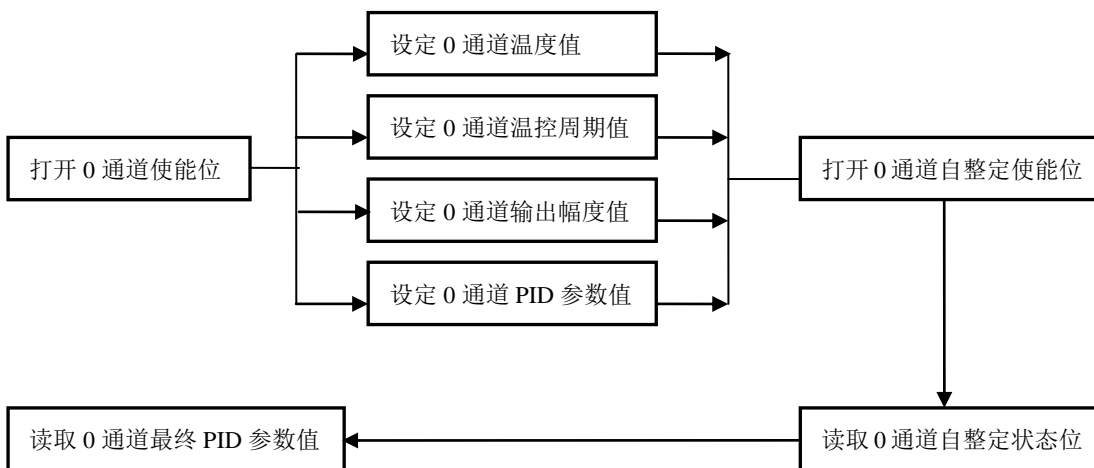 设定 0 通道温度值
设定 0 通道温控周期值
打开 0 通道使能位
打开 0 通道自整定使能位
设定 0 通道输出幅度值
设定 0 通道 PID 参数值
读取 0 通道最终 PID 参数值
读取 0 通道自整定状态位